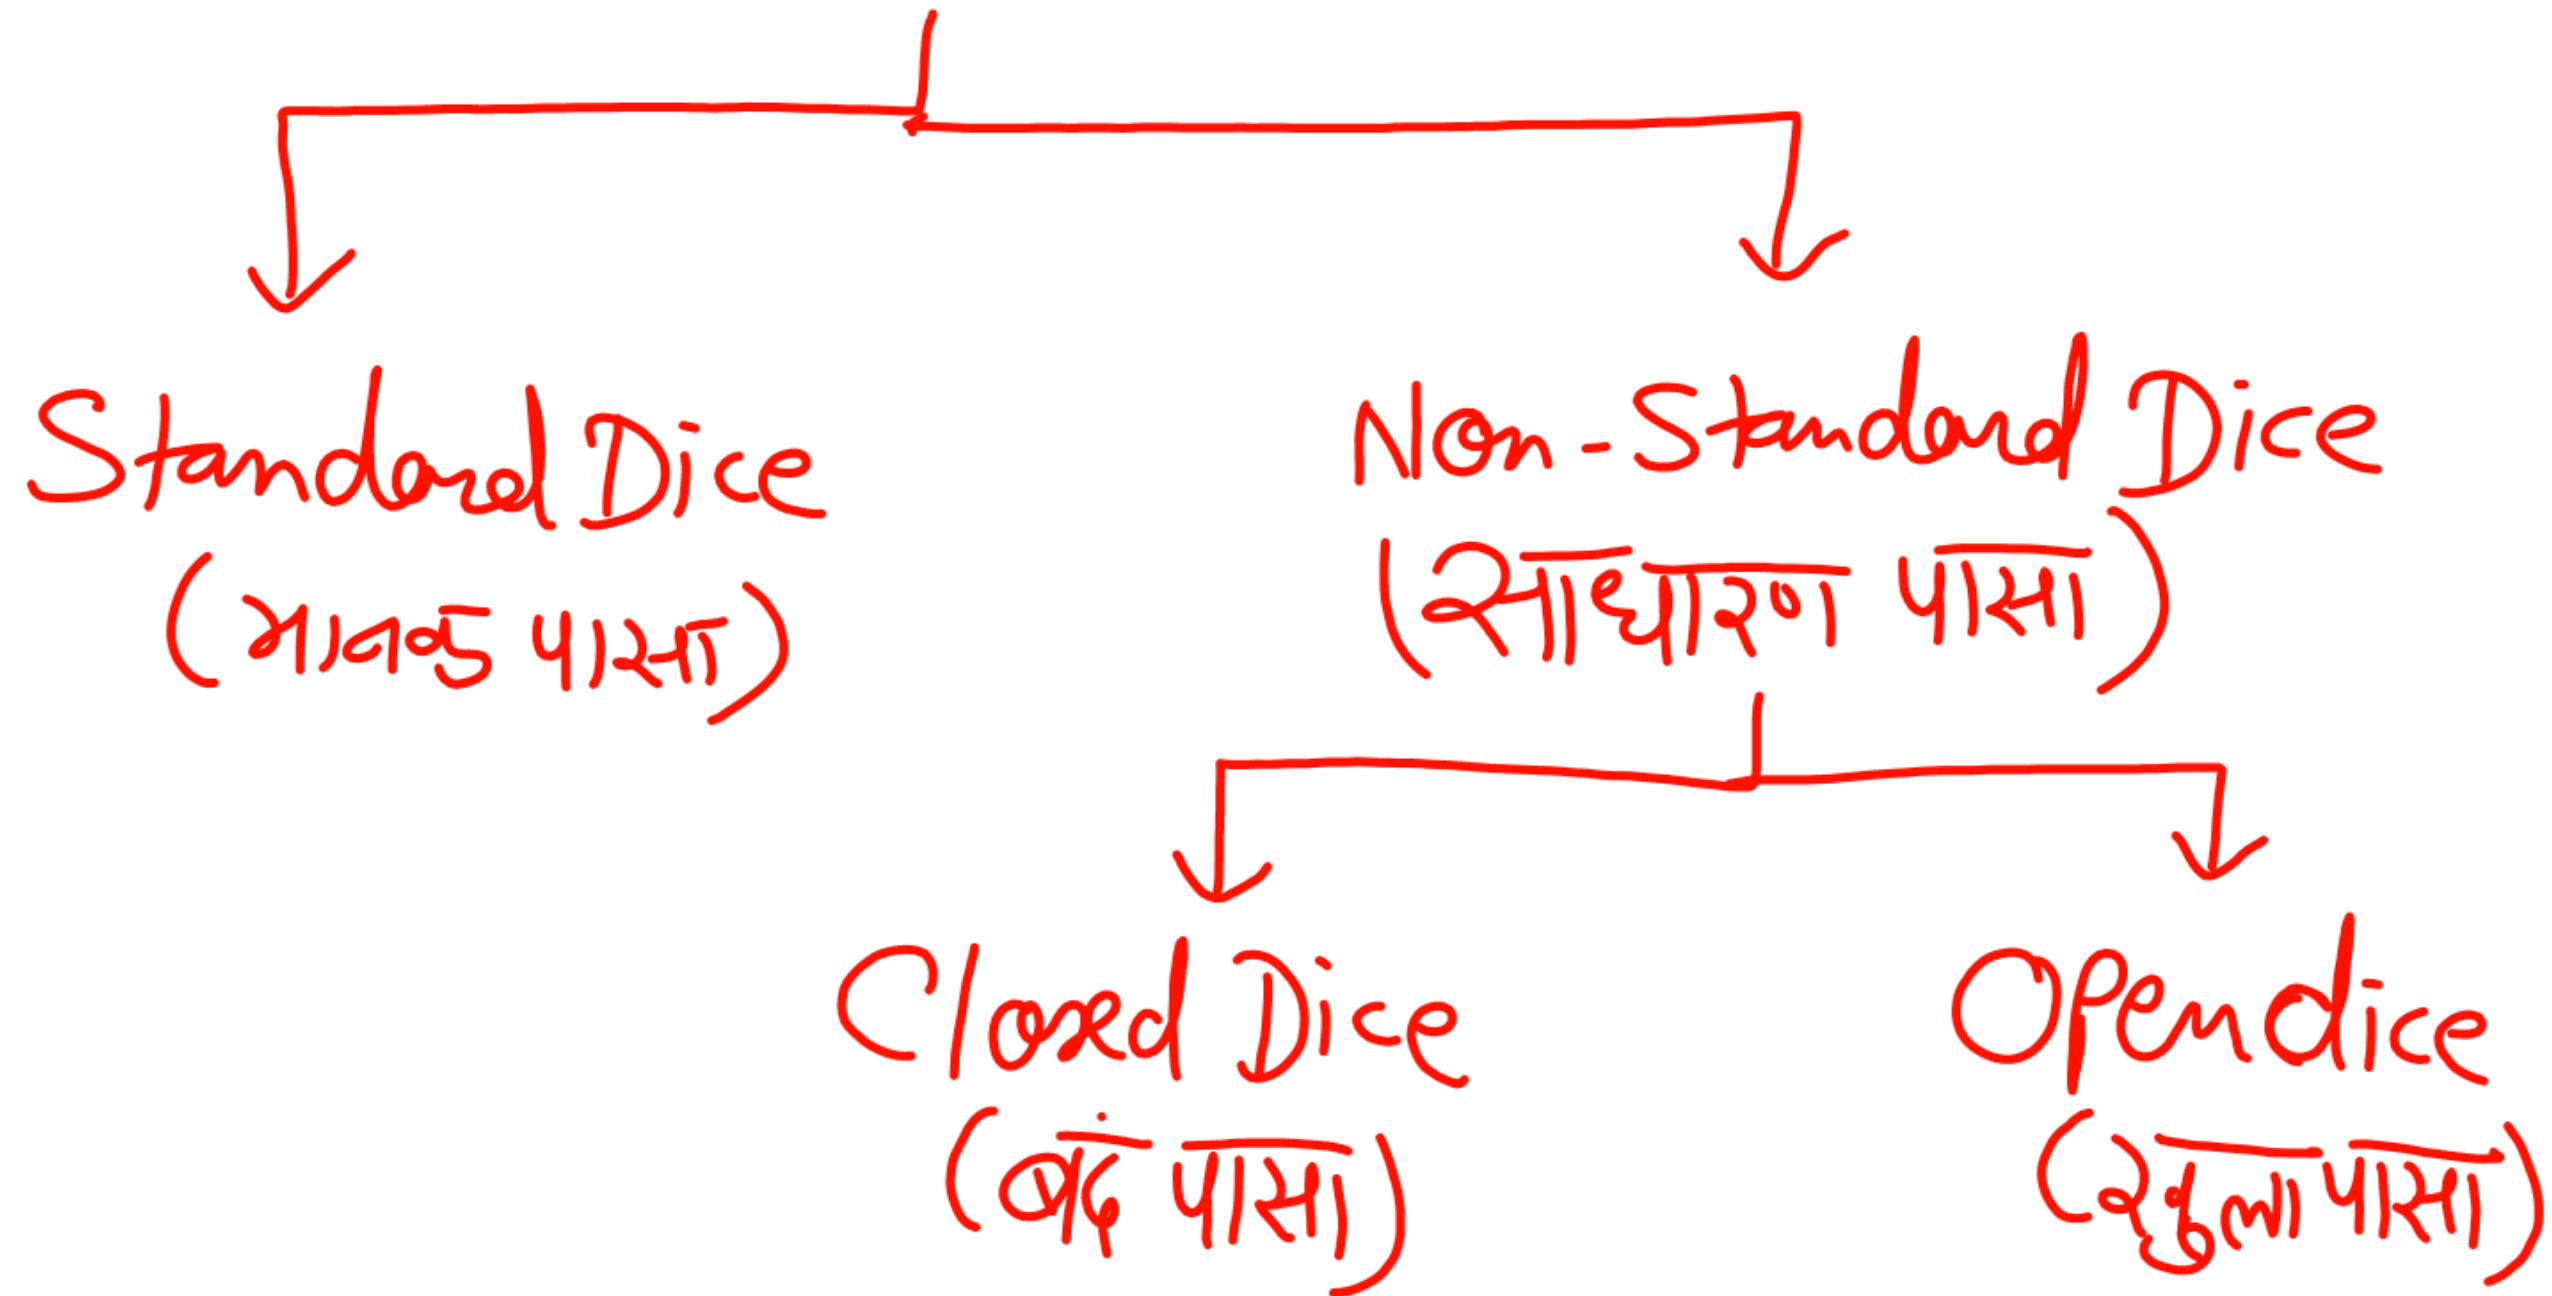 Standard Dice
(मानक पासा)
Non-Standard Dice
(साधारण पासा)
Closed Dice
(बंद पासा)
Open dice
(खुला पासा)